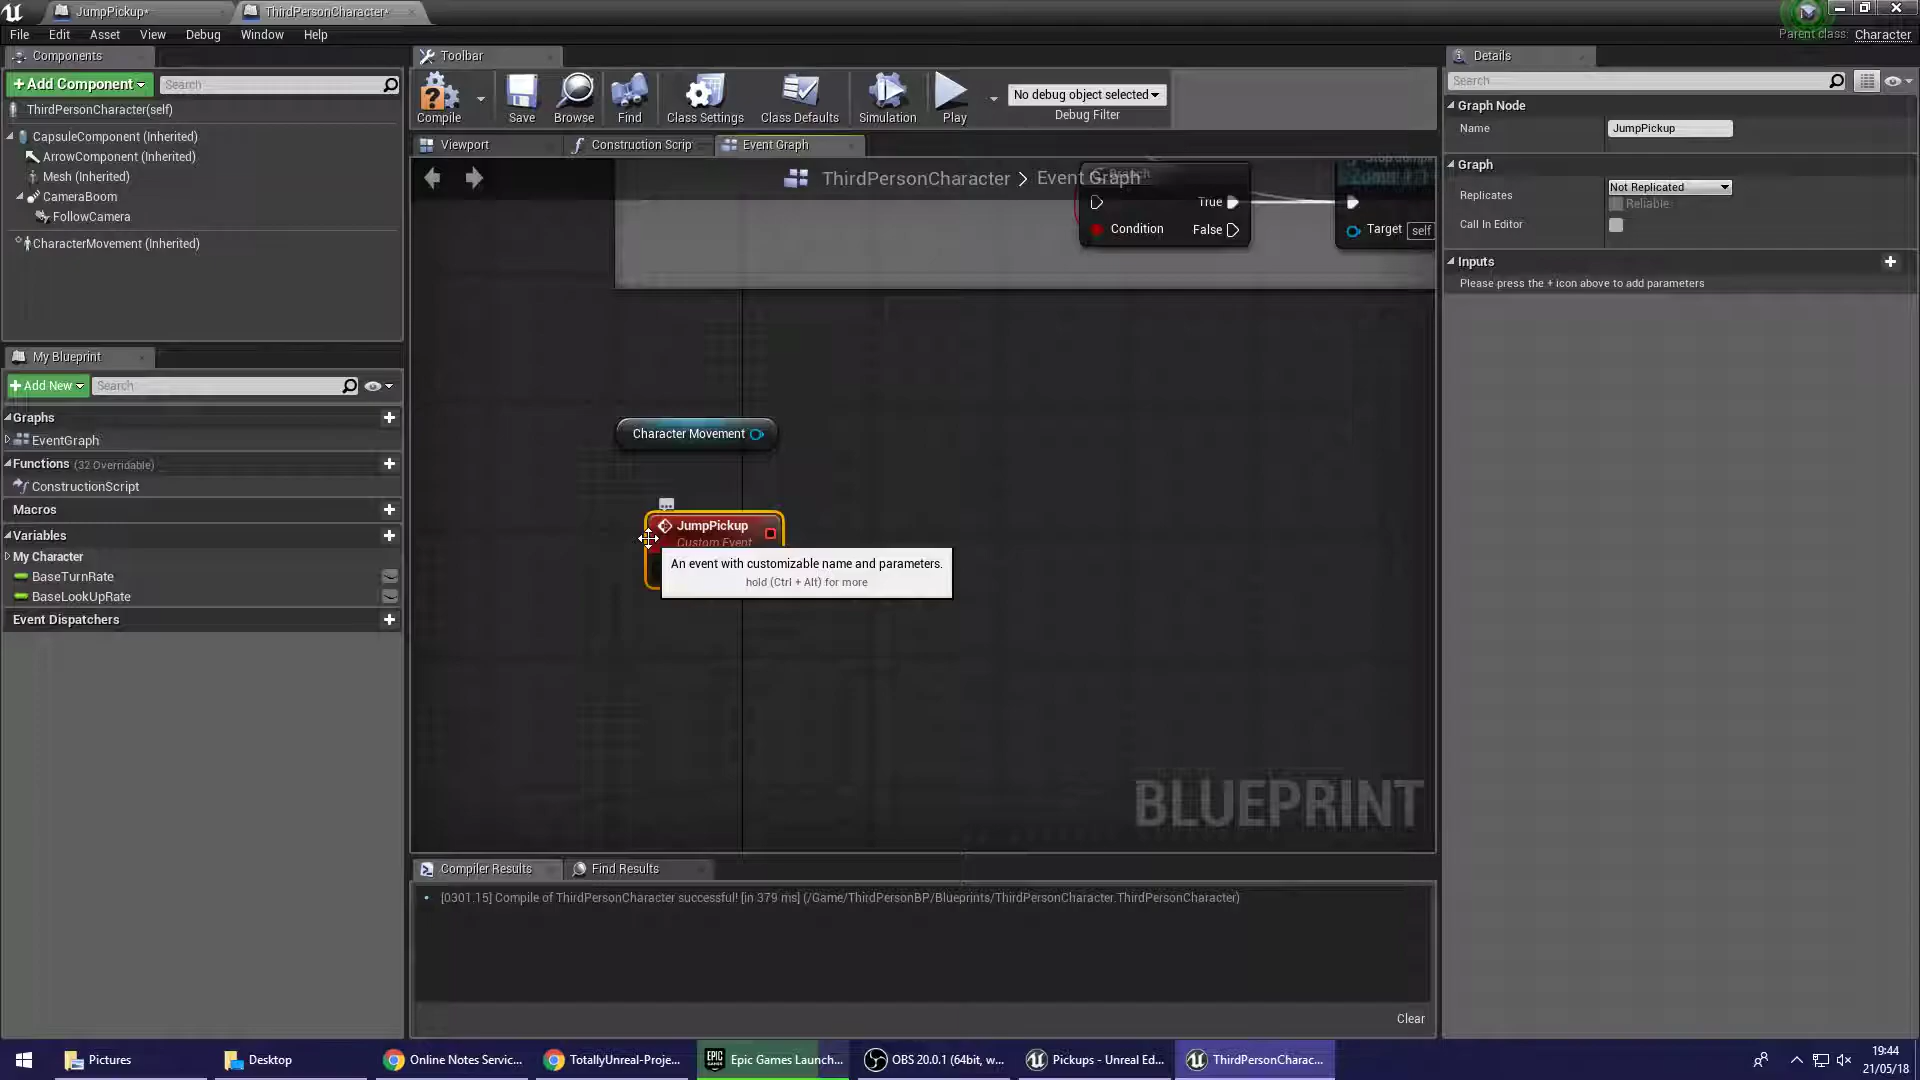 JumpPickup*
ThirdPersonCharacter*
File Edit Asset View Debug Window Help
Parent class: Character
Components
+Add Component
Search
ThirdPersonCharacter(self)
CapsuleComponent (Inherited)
ArrowComponent (Inherited)
Mesh (Inherited)
CameraBoom
FollowCamera
CharacterMovement (Inherited)
My Blueprint
+Add New
Search
Graphs
EventGraph
Functions (32 Overridable)
ConstructionScript
Macros
Variables
My Character
BaseTurnRate
BaseLookUpRate
Event Dispatchers
Toolbar
Compile
Save
Browse
Find
Class Settings
Class Defaults
Simulation
Play
No debug object selected
Debug Filter
Viewport
Construction Scrip
Event Graph
ThirdPersonCharacter > Event Graph
Branch
True
Condition
False
Target self
Character Movement
JumpPickup
Custom Event
An event with customizable name and parameters.
hold (Ctrl + Alt) for more
BLUEPRINT
Compiler Results
Find Results
[0301.15] Compile of ThirdPersonCharacter successful! [in 379 ms] (/Game/ThirdPersonBP/Blueprints/ThirdPersonCharacter.ThirdPersonCharacter)
Clear
Details
Search
Graph Node
Name
JumpPickup
Graph
Replicates
Not Replicated
Reliable
Call In Editor
Inputs
Please press the + icon above to add parameters
Pictures
Desktop
Online Notes Servic...
TotallyUnreal-Proje...
EPIC GAMES
Epic Games Launch...
OBS 20.0.1 (64bit, w...
Pickups - Unreal Ed...
ThirdPersonCharac...
19:44
21/05/18